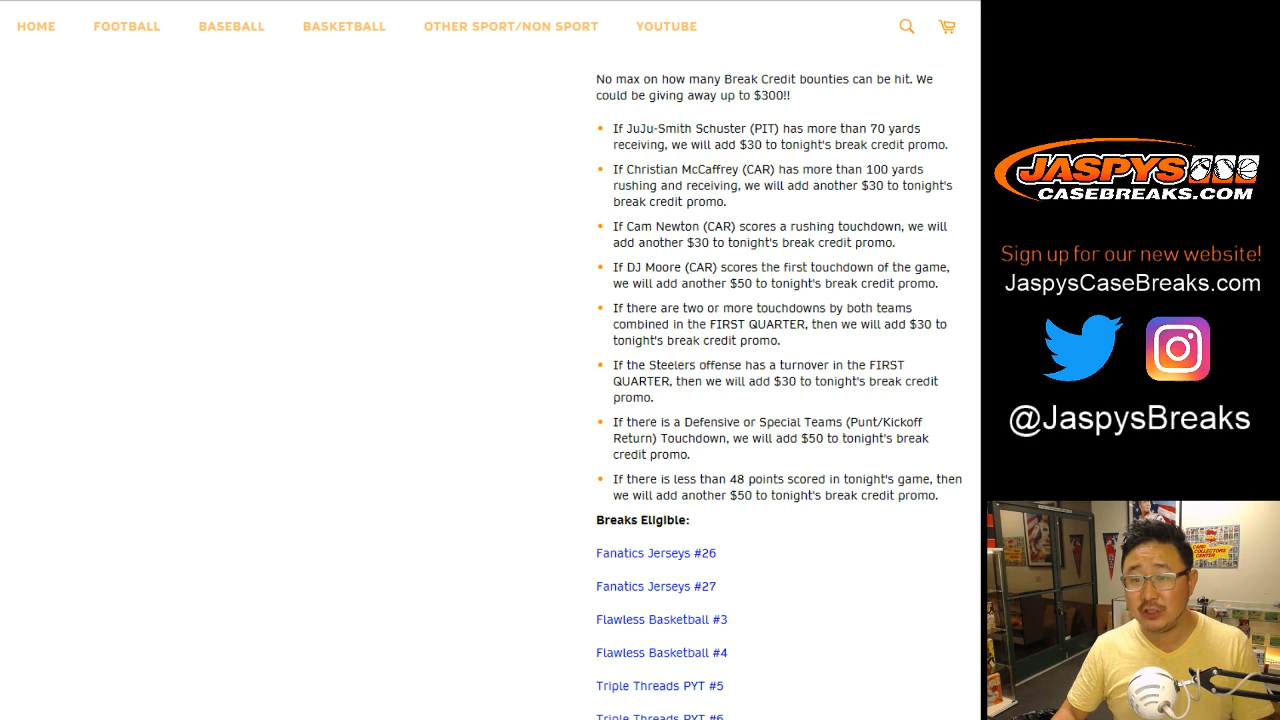 HOME FOOTBALL BASEBALL BASKETBALL OTHER SPORT/NON SPORT YOUTUBE
No max on how many Break Credit bounties can be hit. We
could be giving away up to $300!!
If JuJu-Smith Schuster (PIT) has more than 70 yards
receiving, we will add $30 to tonight's break credit promo.
If Christian McCaffrey (CAR) has more than 100 yards
rushing and receiving, we will add another $30 to tonight's
break credit promo.
If Cam Newton (CAR) scores a rushing touchdown, we will
add another $30 to tonight's break credit promo.
If DJ Moore (CAR) scores the first touchdown of the game,
we will add another $50 to tonight's break credit promo.
If there are two or more touchdowns by both teams
combined in the FIRST QUARTER, then we will add $30 to
tonight's break credit promo.
If the Steelers offense has a turnover in the FIRST
QUARTER, then we will add $30 to tonight's break credit
promo.
If there is a Defensive or Special Teams (Punt/Kickoff
Return) Touchdown, we will add $50 to tonight's break
credit promo.
If there is less than 48 points scored in tonight's game, then
we will add another $50 to tonight's break credit promo.
Breaks Eligible:
Fanatics Jerseys #26
Fanatics Jerseys #27
Flawless Basketball #3
Flawless Basketball #4
Triple Threads PYT #5
Triple Threads PYT #6
JASPYS
CASEBREAKS.COM
Sign up for our new website!
JaspysCaseBreaks.com
@JaspysBreaks
CARD
COLLECTORS
CENTER